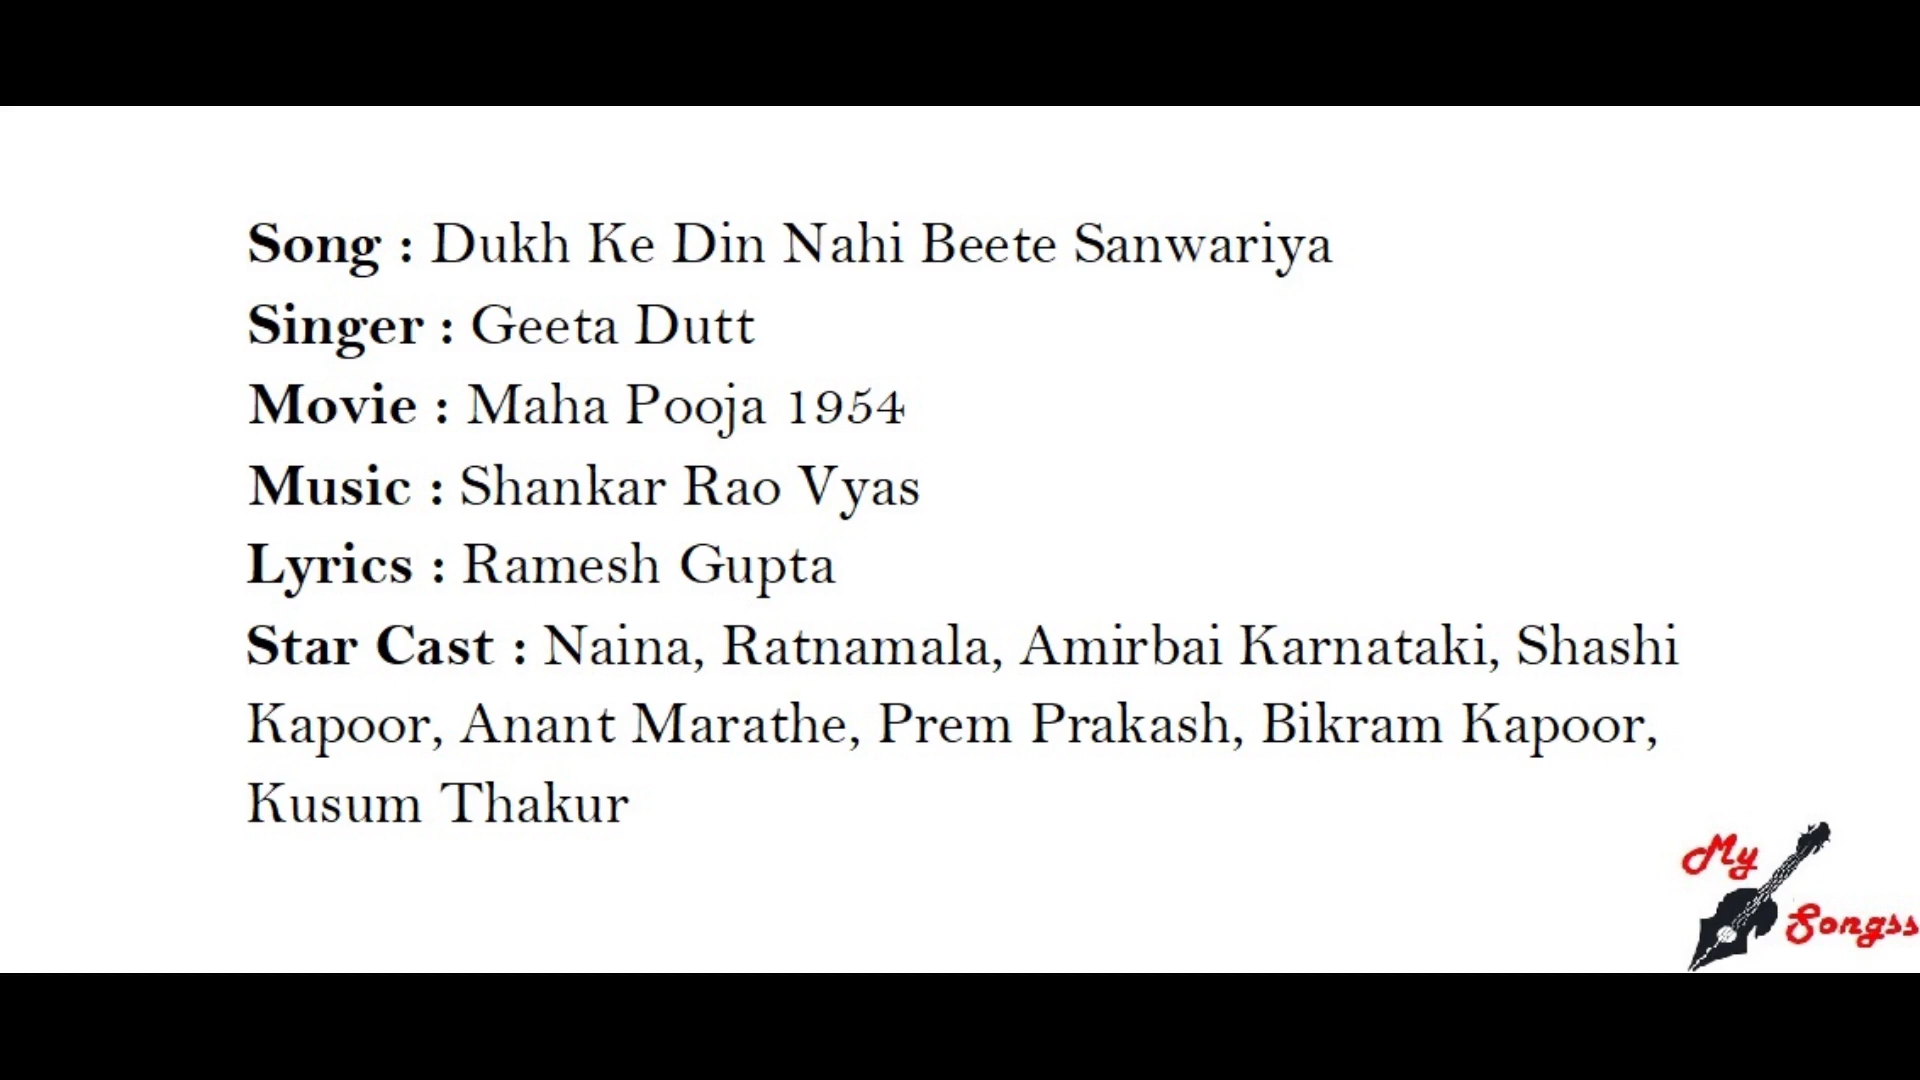 Song : Dukh Ke Din Nahi Beete Sanwariya
Singer : Geeta Dutt
Movie : Maha Pooja 1954
Music : Shankar Rao Vyas
Lyrics : Ramesh Gupta
Star Cast : Naina, Ratnamala, Amirbai Karnataki, Shashi
Kapoor, Anant Marathe, Prem Prakash, Bikram Kapoor,
Kusum Thakur
My
Songss